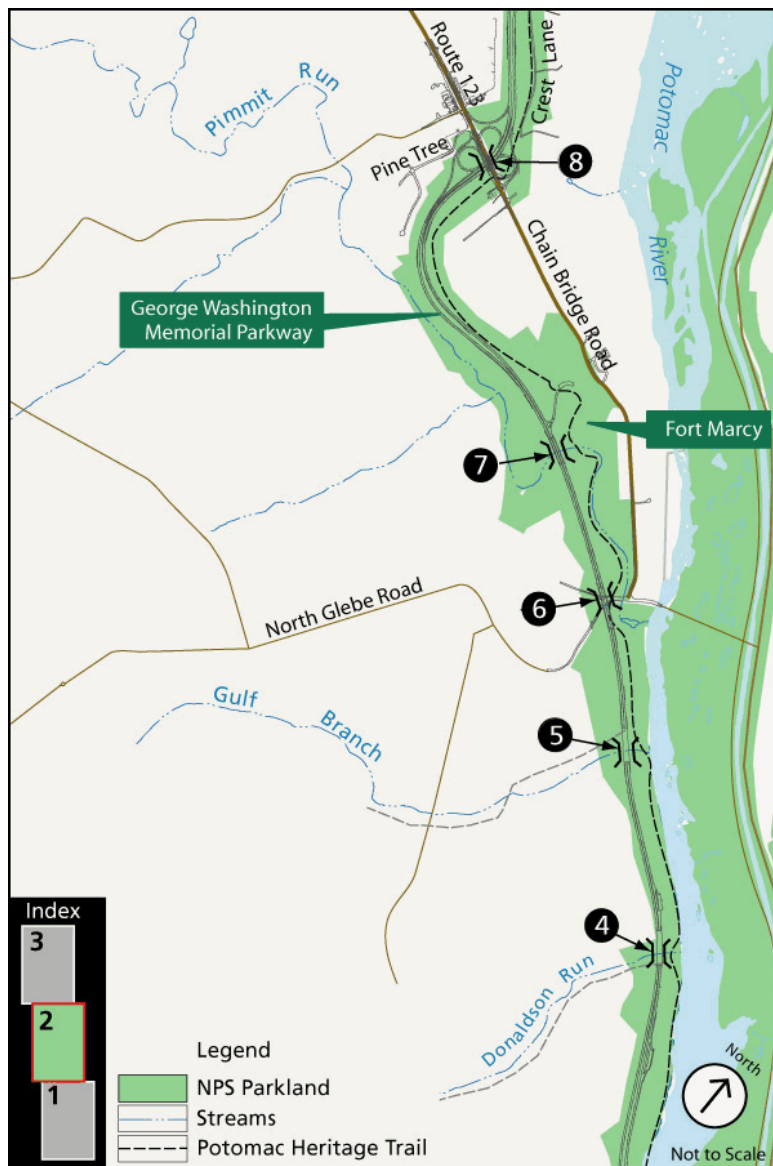 Pimmit Run
Route 123
Crest Lane
Potomac
River
Pine Tree
8
Chain Bridge Road
George Washington
Memorial Parkway
Fort Marcy
7
North Glebe Road
6
Gulf Branch
5
4
Donaldson Run
Index
3
2
1
Legend
NPS Parkland
Streams
Potomac Heritage Trail
North
Not to Scale